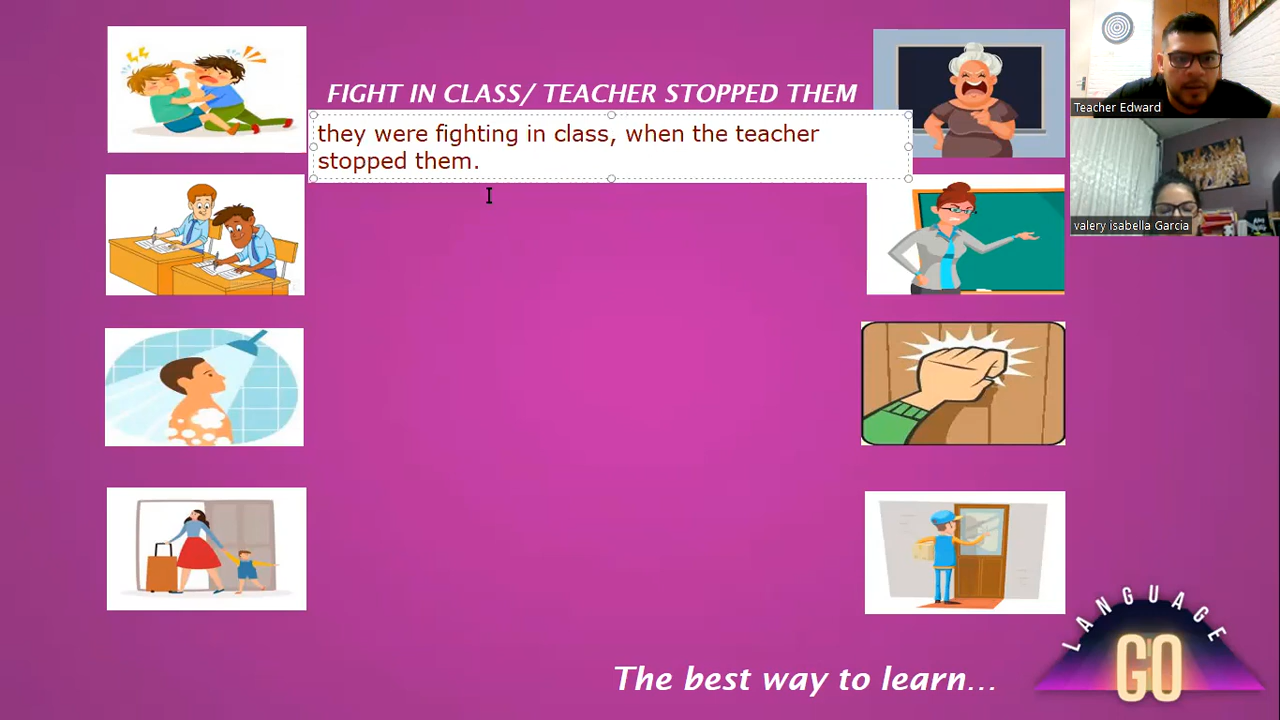 FIGHT IN CLASS/ TEACHER STOPPED THEM
they were fighting in class, when the teacher
stopped them.
Teacher Edward
valery isabella Garcia
LANGUAGE
GO
The best way to learn...